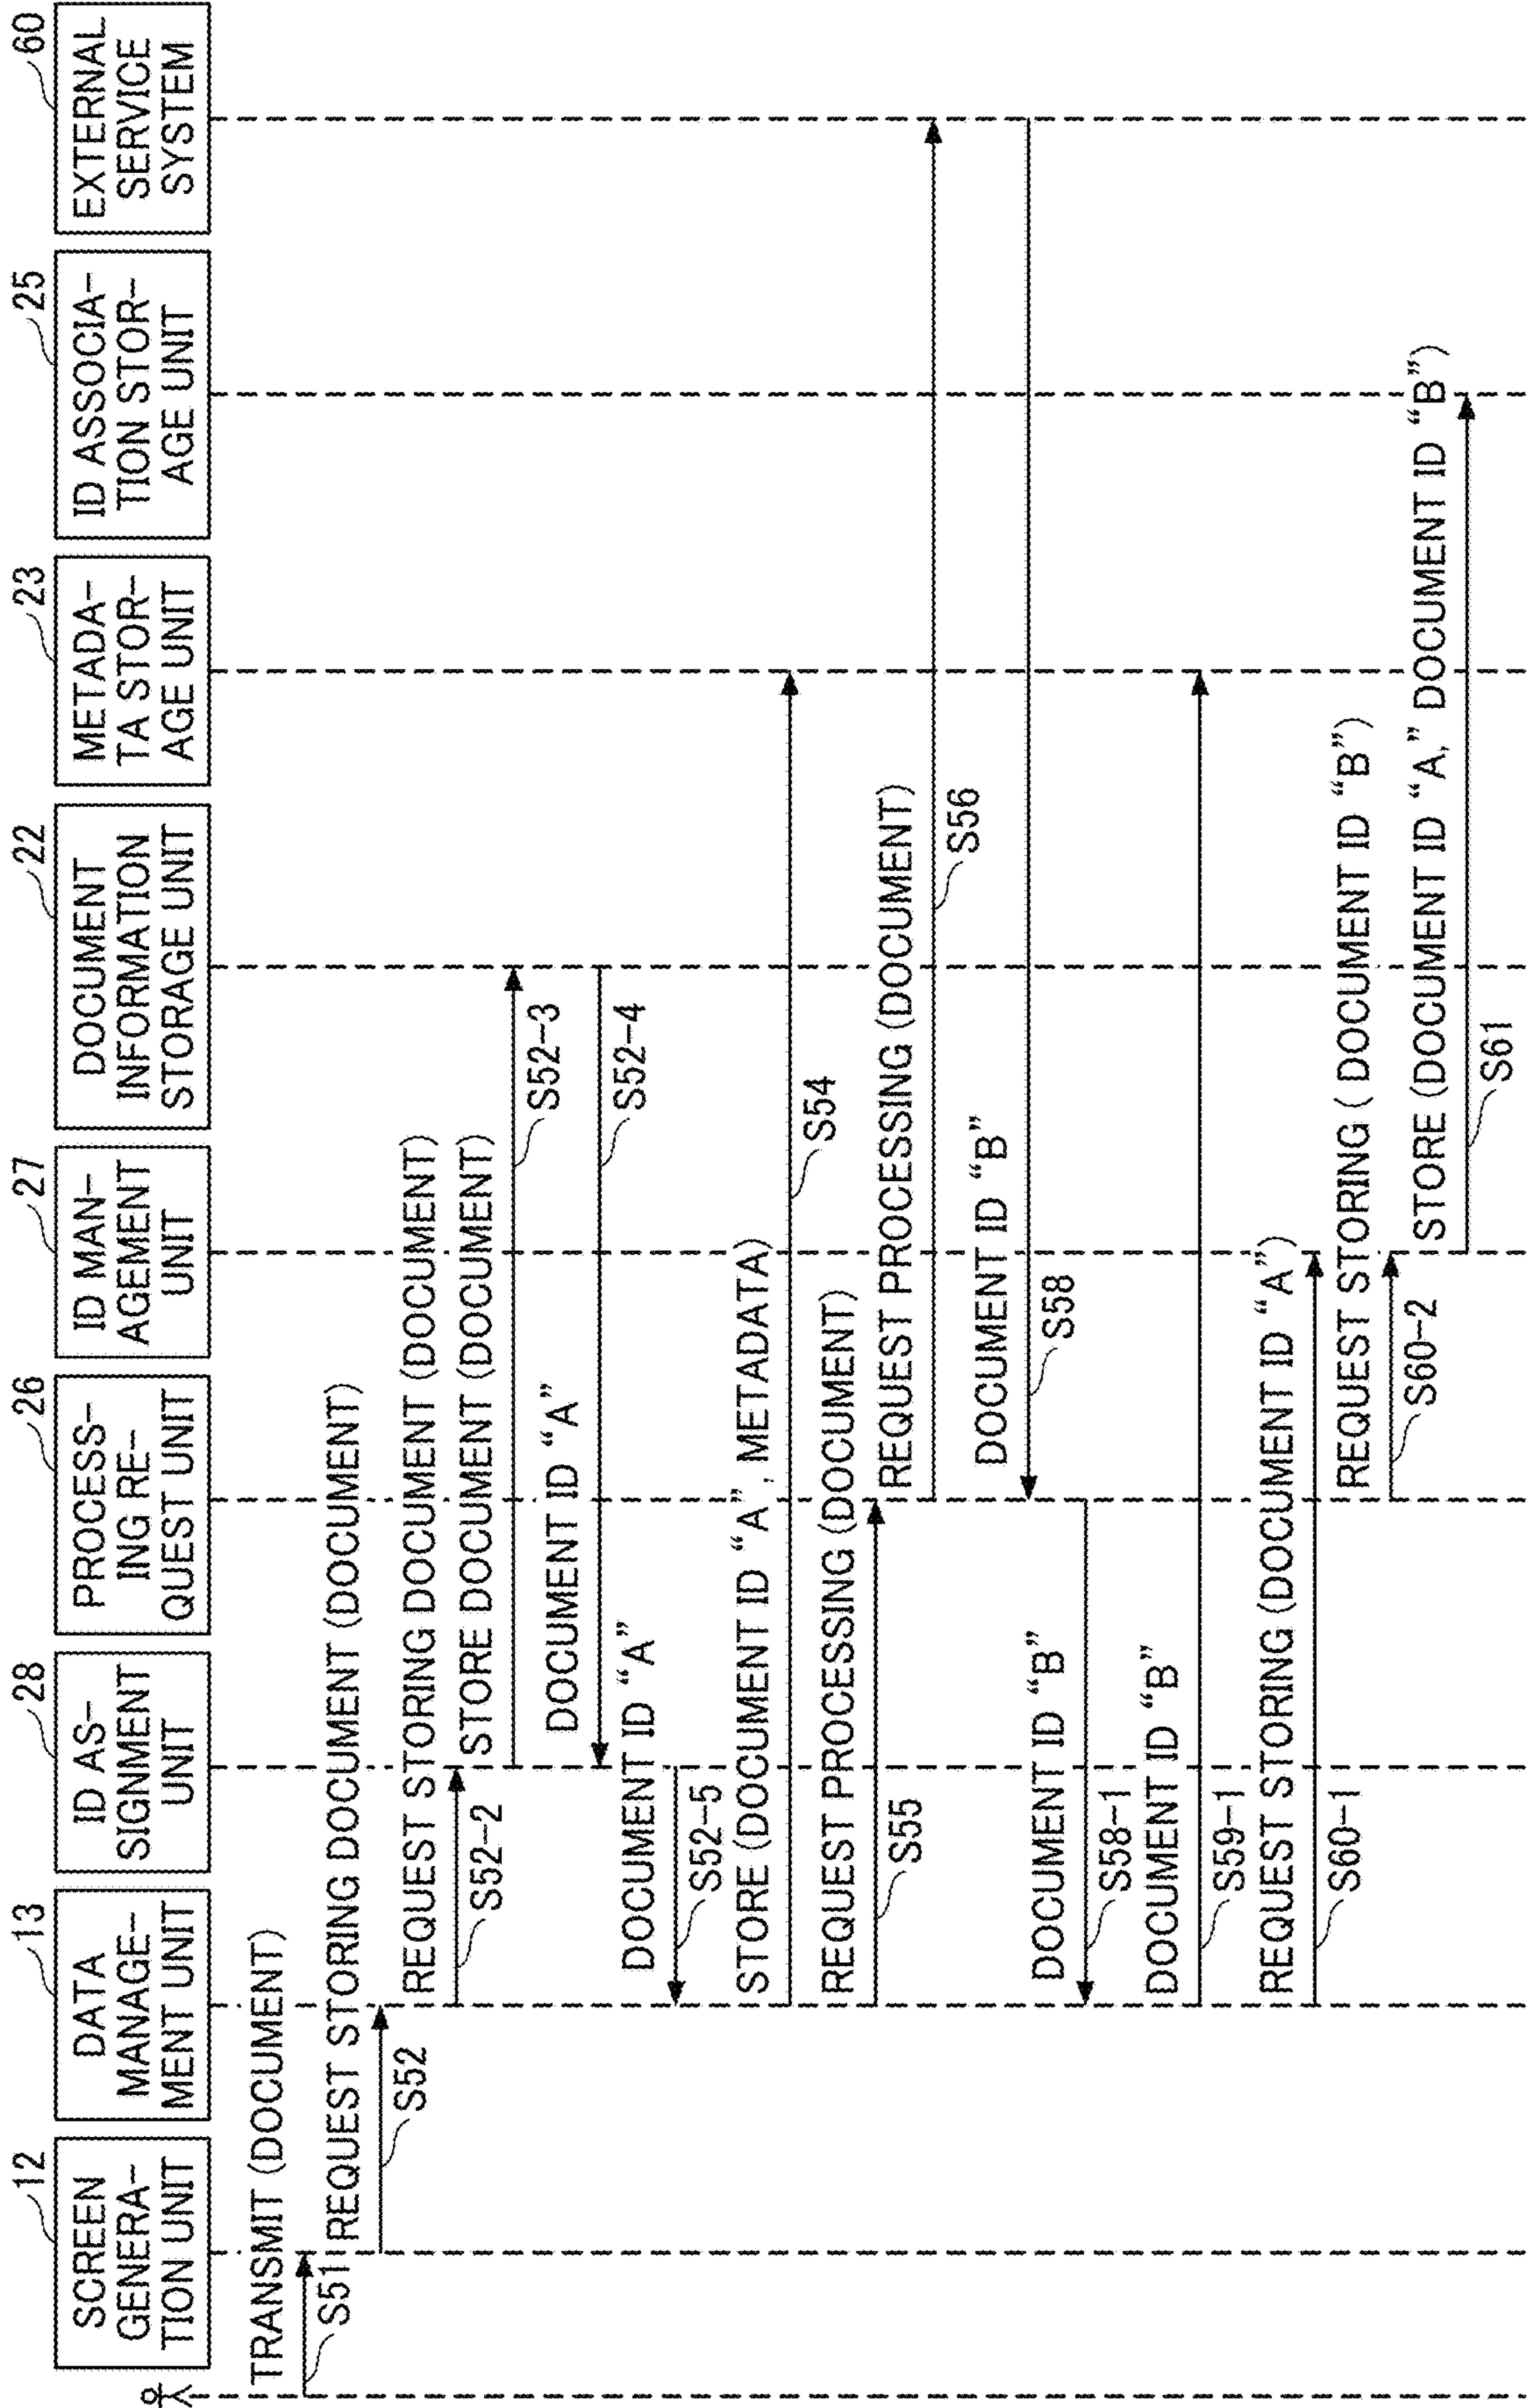 12
SCREEN
GENERA-
TION UNIT
13
DATA
MANAGE-
MENT UNIT
28
ID AS-
SIGNMENT
UNIT
26
PROCESS-
ING RE-
QUEST UNIT
27
ID MAN-
AGEMENT
UNIT
22
DOCUMENT
INFORMATION
STORAGE UNIT
23
METADA-
TA STOR-
AGE UNIT
25
ID ASSOCIA-
TION STOR-
AGE UNIT
60
EXTERNAL
SERVICE
SYSTEM
TRANSMIT (DOCUMENT)
S51
REQUEST STORING DOCUMENT (DOCUMENT)
S52
REQUEST STORING DOCUMENT (DOCUMENT)
S52-2
STORE DOCUMENT (DOCUMENT)
S52-3
DOCUMENT ID “A”
S52-4
DOCUMENT ID “A”
S52-5
STORE (DOCUMENT ID “A”, METADATA)
S54
REQUEST PROCESSING (DOCUMENT)
S55
REQUEST PROCESSING (DOCUMENT)
S56
DOCUMENT ID “B”
S58
DOCUMENT ID “B”
S58-1
DOCUMENT ID “B”
S59-1
REQUEST STORING (DOCUMENT ID “A”)
S60-1
REQUEST STORING ( DOCUMENT ID “B”)
S60-2
STORE (DOCUMENT ID “A,” DOCUMENT ID “B”)
S61